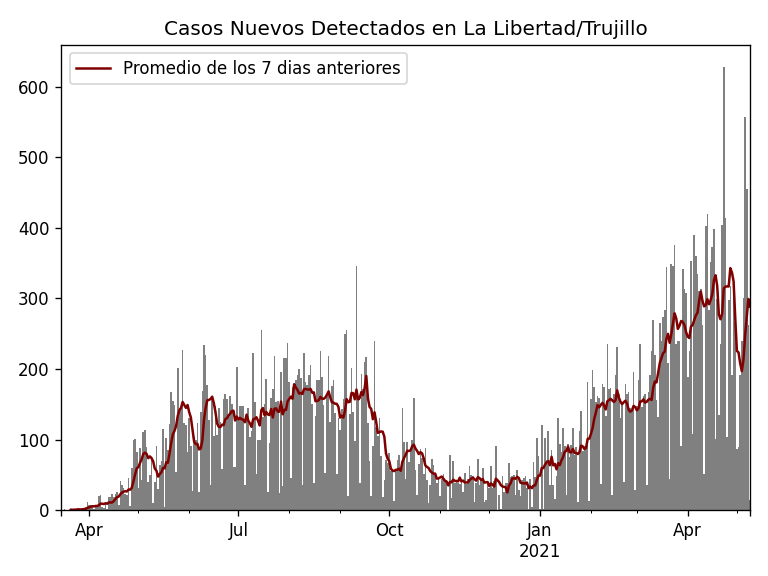 Casos Nuevos Detectados en La Libertad/Trujillo
Promedio de los 7 dias anteriores
600
500
400
300
200
100
0
Apr Jul Oct Jan Apr
2021